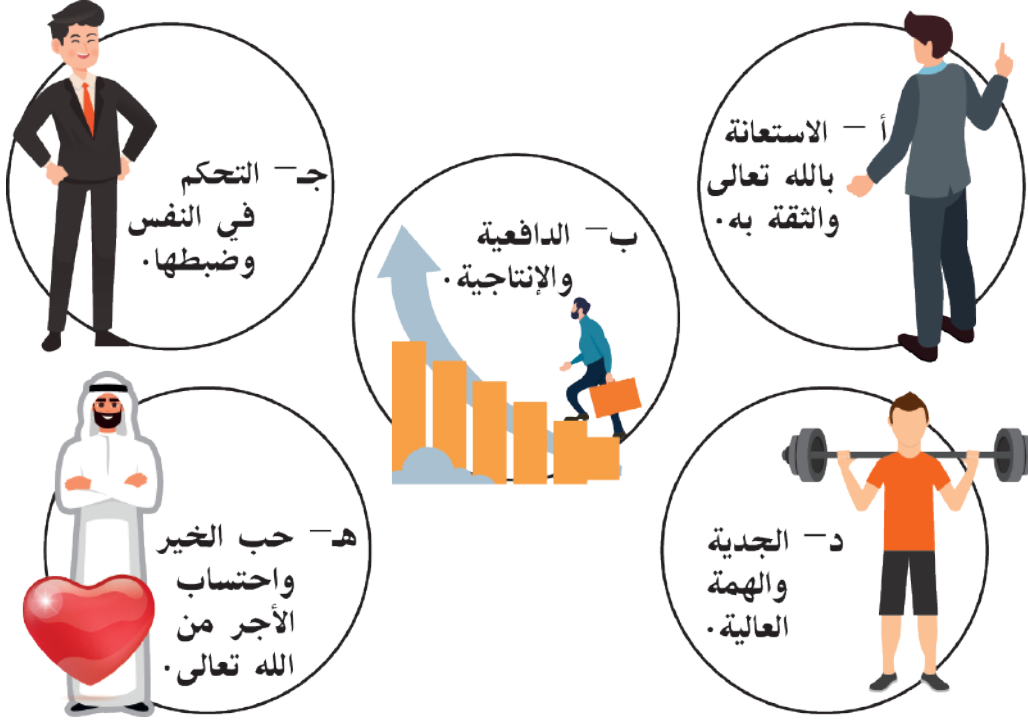 أ – الاستعانة
بالله تعالى
والثقة به.
ب– الدافعية
والإنتاجية.
جـ– التحكم
في النفس
وضبطها.
د– الجدية
والهمة
العالية.
هـ– حب الخير
واحتساب
الأجر من
الله تعالى.